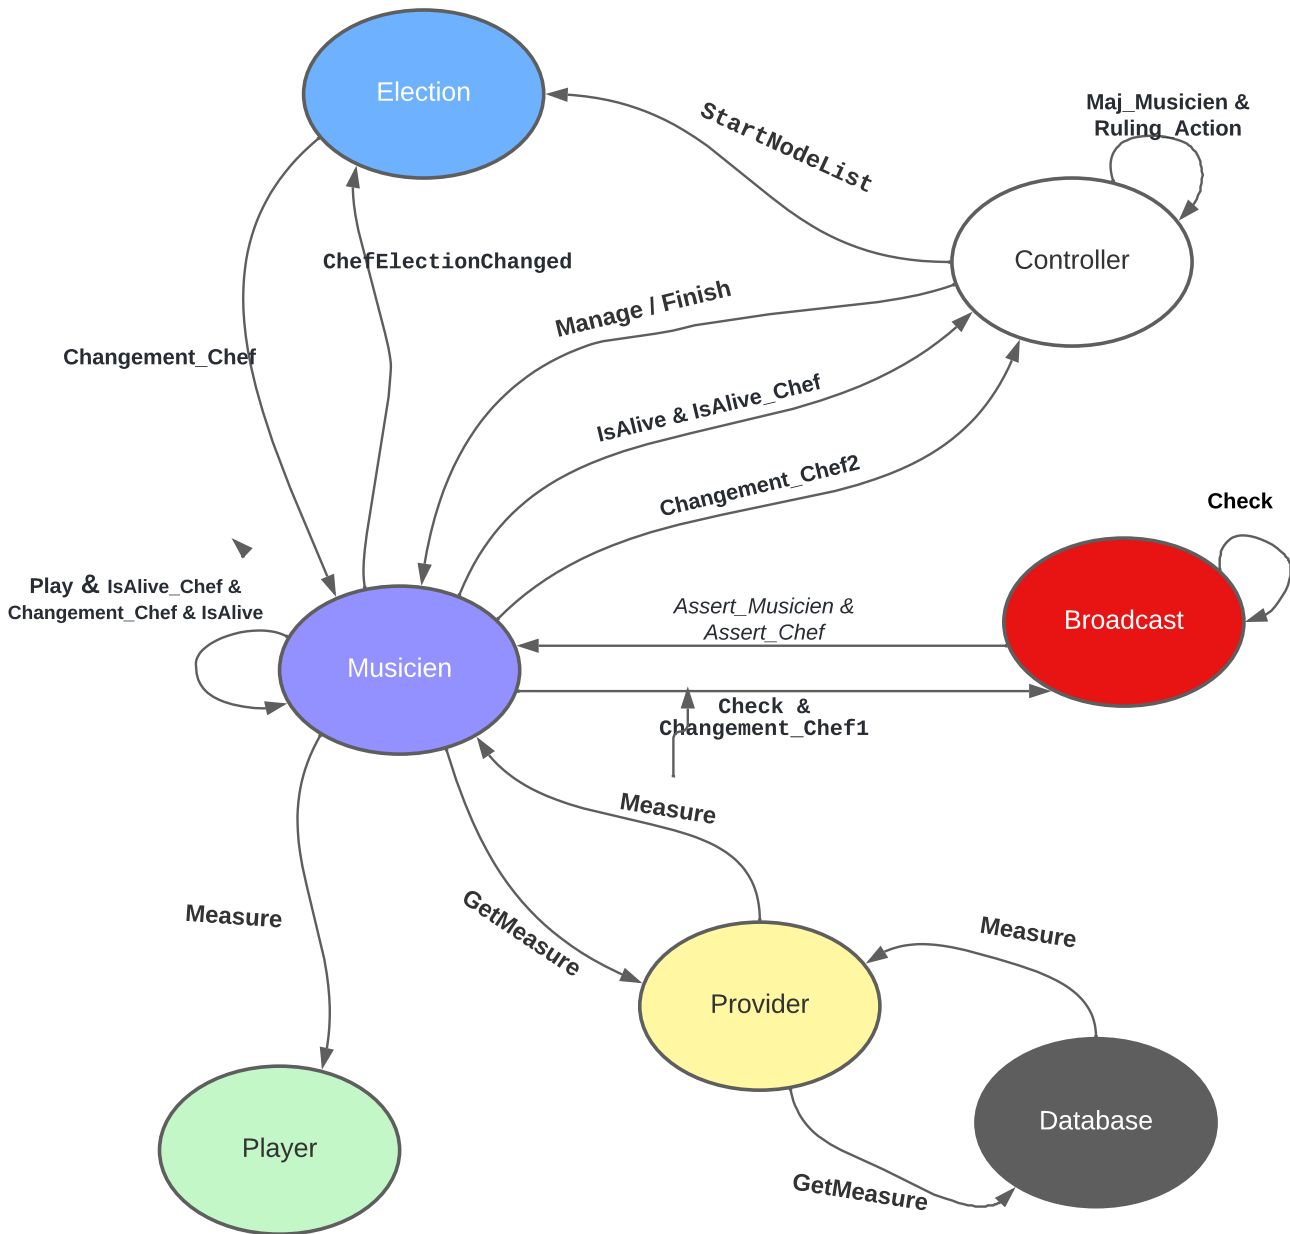 Election
StartNodeList
Maj_Musicien &
Ruling_Action
Controller
ChefElectionChanged
Manage / Finish
Changement_Chef
IsAlive & IsAlive_Chef
Changement_Chef2
Check
Play & IsAlive_Chef &
Changement_Chef & IsAlive
Assert_Musicien &
Assert_Chef
Broadcast
Musicien
Check &
Changement_Chef1
Measure
Measure
GetMeasure
Measure
Provider
Database
Player
GetMeasure